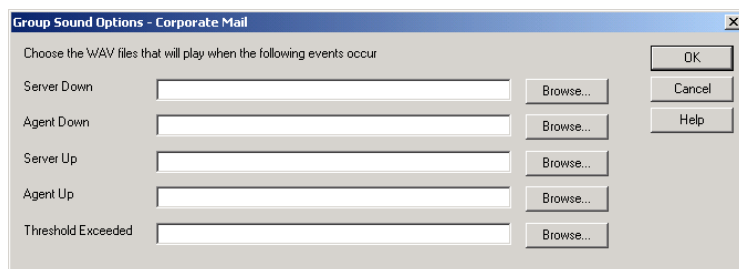 Group Sound Options - Corporate Mail
Choose the WAV files that will play when the following events occur
OK
Server Down
Browse...
Cancel
Agent Down
Browse...
Help
Server Up
Browse...
Agent Up
Browse...
Threshold Exceeded
Browse...